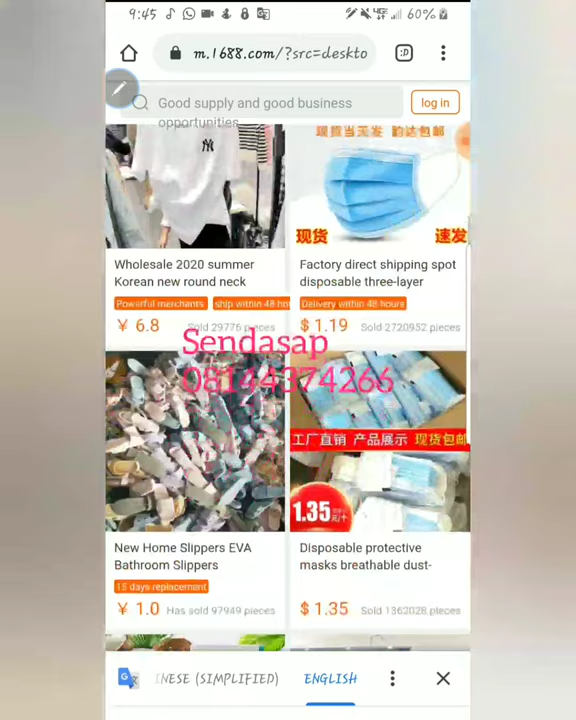 9:45
60%
m.1688.com/?src=deskto
:D
Good supply and good business
opportunities
log in
现货当天发 韵达包邮
NY
现货
速发
Wholesale 2020 summer
Korean new round neck
Powerful merchants
ship within 48 hou
¥ 6.8
Sold 29776 pieces
Factory direct shipping spot
disposable three-layer
Delivery within 48 hours
$ 1.19
Sold 2720952 pieces
Sendasap
08144374266
工厂直销 产品展示 现货包邮
1.35元/个
New Home Slippers EVA
Bathroom Slippers
15 days replacement
¥ 1.0
Has sold 97949 pieces
Disposable protective
masks breathable dust-
$ 1.35
Sold 1362028 pieces
INESE (SIMPLIFIED)
ENGLISH